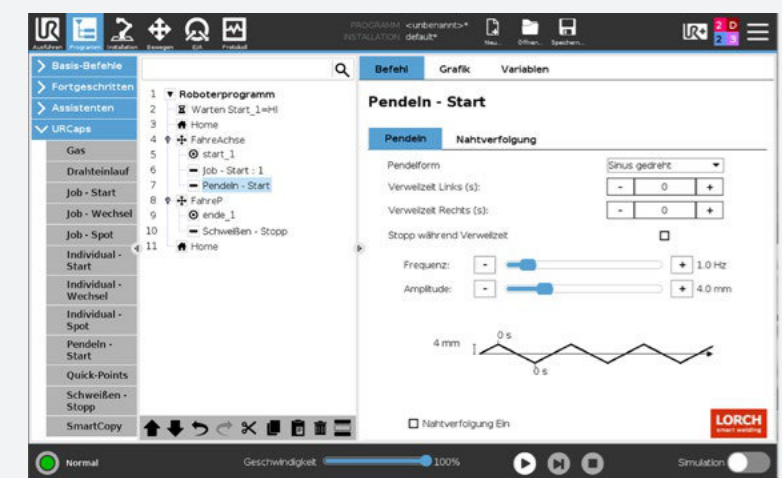 UR
PROGRAMM <unbenannt>*
INSTALLATION default*
Ausführen Programm Installation Bewegen E/A Protokoll
Neu... Öffnen... Speichern...
R+
2 D
2 3
Basis-Befehle
Fortgeschritten
Assistenten
URCaps
Gas
Drahteinlauf
Job - Start
Job - Wechsel
Job - Spot
Individual -
Start
Individual -
Wechsel
Individual -
Spot
Pendeln -
Start
Quick-Points
Schweißen -
Stopp
SmartCopy
1 Roboterprogramm
2 Warten Start_1=HI
3 Home
4 FahreAchse
5 start_1
6 Job - Start : 1
7 Pendeln - Start
8 FahreP
9 ende_1
10 Schweißen - Stopp
11 Home
Befehl Grafik Variablen
Pendeln - Start
Pendeln Nahtverfolgung
Pendelform Sinus gedreht
Verweilzeit Links (s): - 0 +
Verweilzeit Rechts (s): - 0 +
Stopp während Verweilzeit
Frequenz: - + 1.0 Hz
Amplitude: - + 4.0 mm
4 mm
0 s
0 s
Nahtverfolgung Ein
LORCH
smart welding
Normal
Geschwindigkeit 100%
Simulation